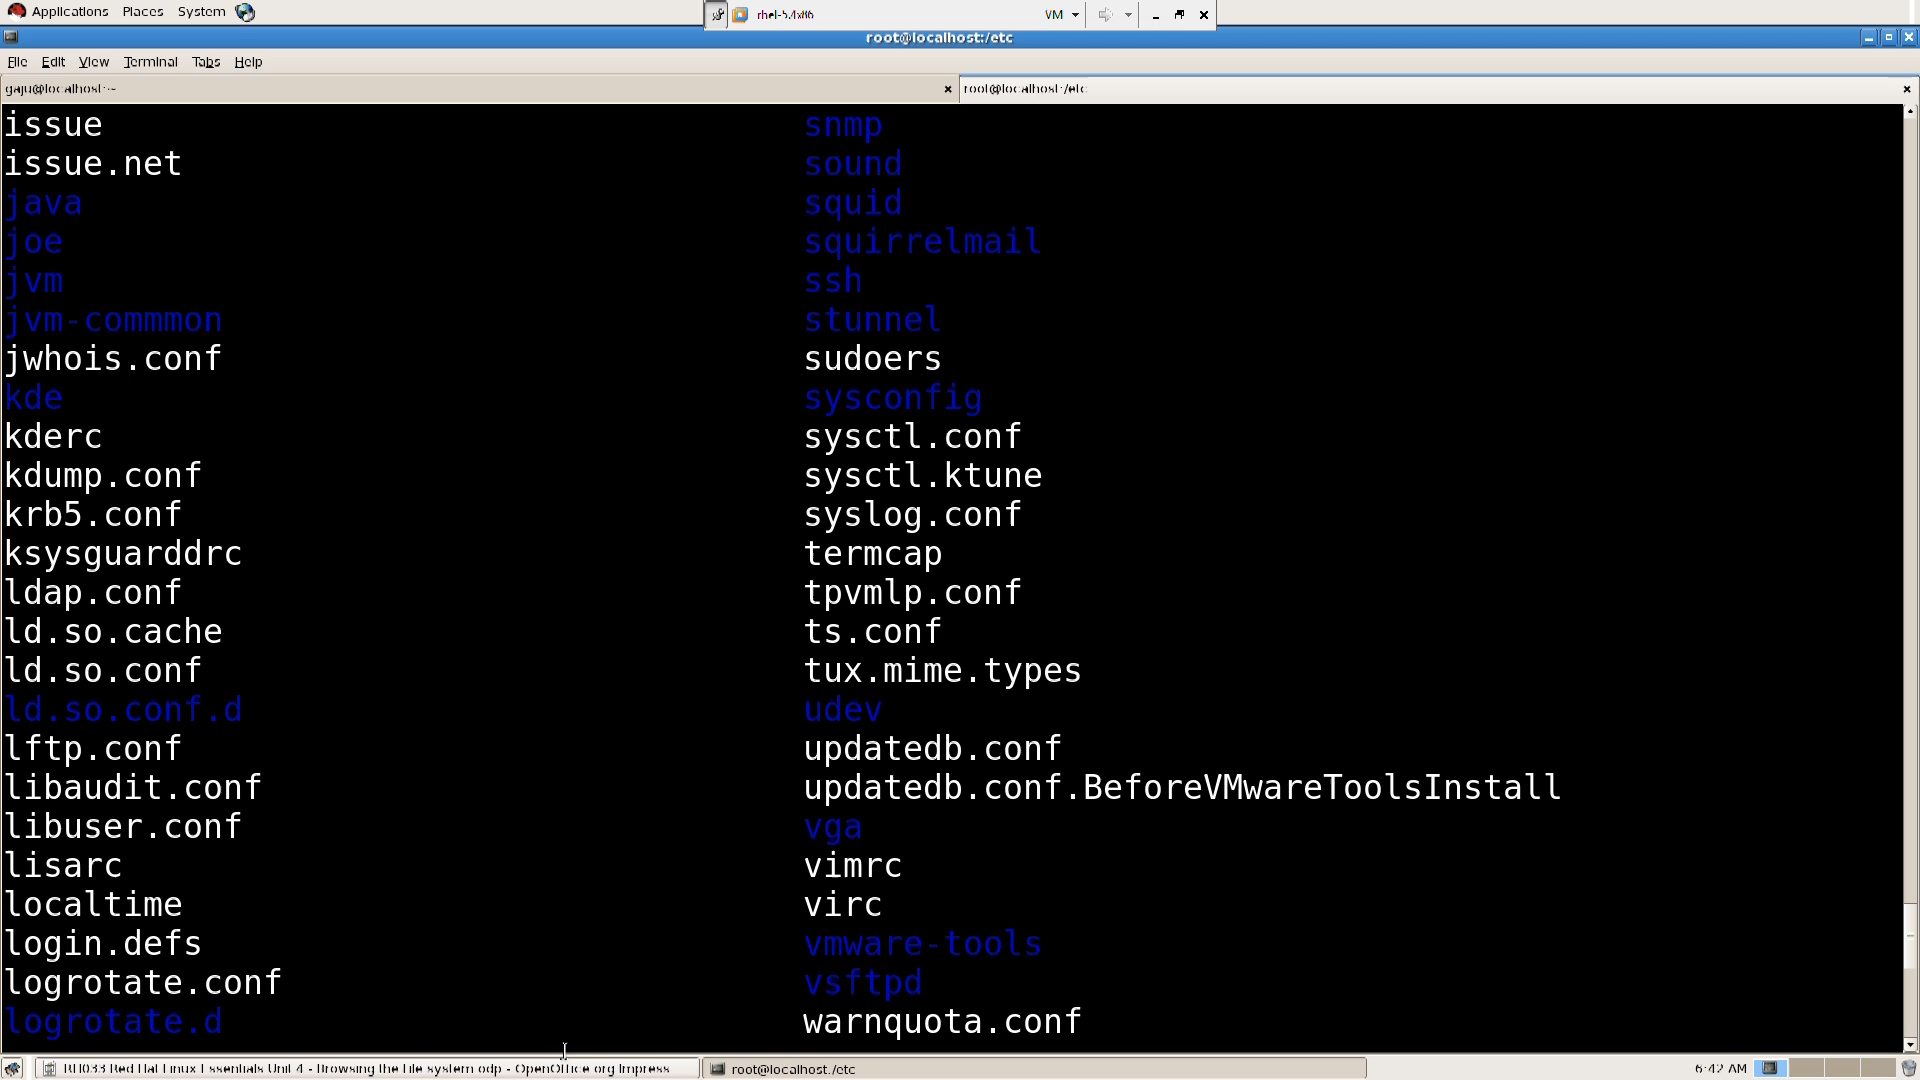 Applications Places System
rhel-5.4x86
VM
root@localhost:/etc
File Edit View Terminal Tabs Help
gaju@localhost:~
root@localhost:/etc
issue
issue.net
java
joe
jvm
jvm-commmon
jwhois.conf
kde
kderc
kdump.conf
krb5.conf
ksysguarddrc
ldap.conf
ld.so.cache
ld.so.conf
ld.so.conf.d
lftp.conf
libaudit.conf
libuser.conf
lisarc
localtime
login.defs
logrotate.conf
logrotate.d
snmp
sound
squid
squirrelmail
ssh
stunnel
sudoers
sysconfig
sysctl.conf
sysctl.ktune
syslog.conf
termcap
tpvmlp.conf
ts.conf
tux.mime.types
udev
updatedb.conf
updatedb.conf.BeforeVMwareToolsInstall
vga
vimrc
virc
vmware-tools
vsftpd
warnquota.conf
RH033 Red Hat Linux Essentials Unit 4 - Browsing the File system.odp - OpenOffice.org Impress
root@localhost:/etc
6:42 AM